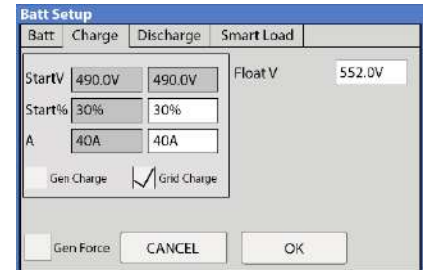 Batt Setup
Batt Charge Discharge Smart Load
StartV 490.0V 490.0V Float V 552.0V
Start% 30% 30%
A 40A 40A
Gen Charge Grid Charge
Gen Force CANCEL OK